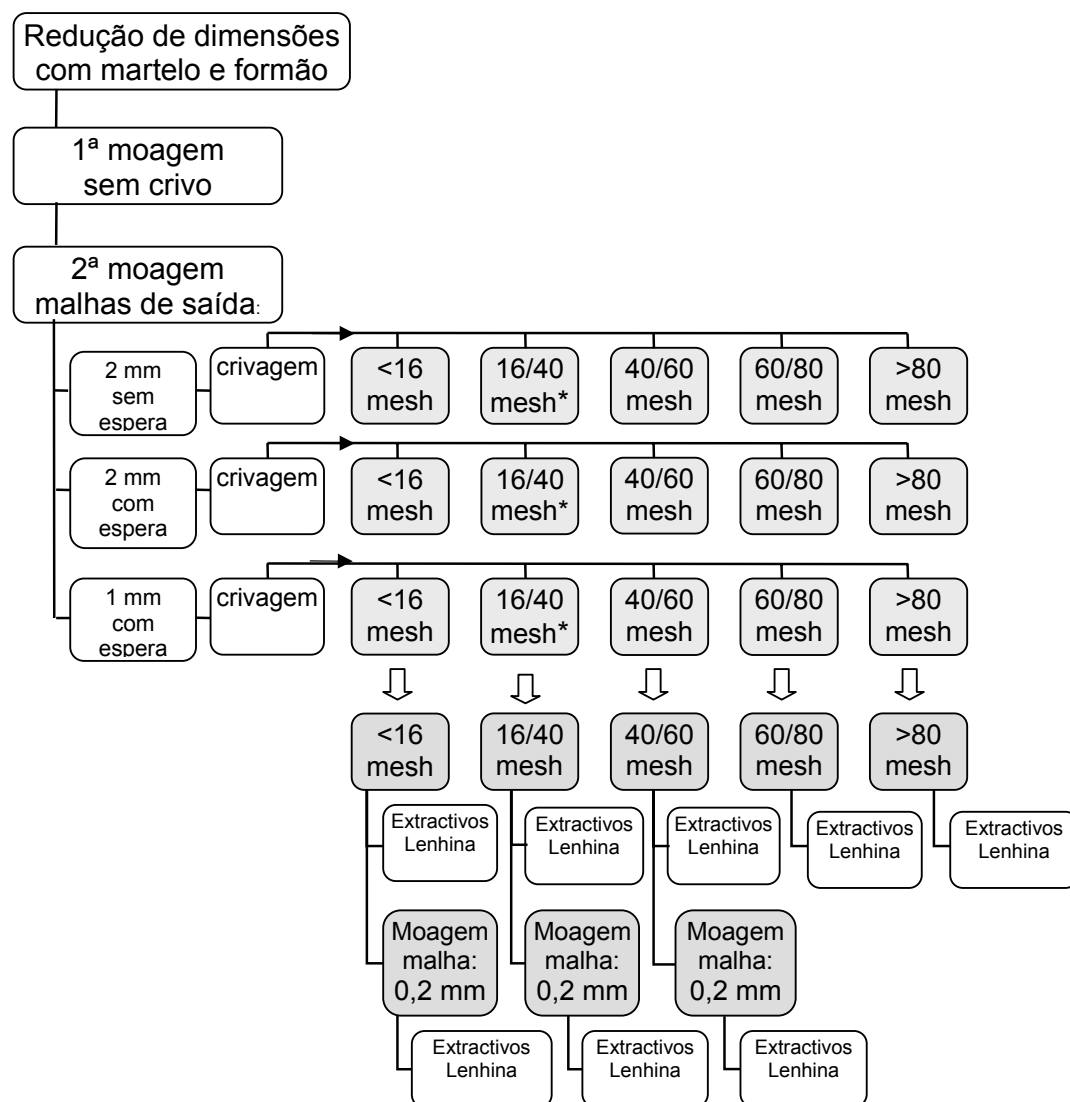 Redução de dimensões
com martelo e formão
1ª moagem
sem crivo
2ª moagem
malhas de saída:
2 mm
sem
espera
crivagem
<16
mesh
16/40
mesh*
40/60
mesh
60/80
mesh
>80
mesh
2 mm
com
espera
crivagem
<16
mesh
16/40
mesh*
40/60
mesh
60/80
mesh
>80
mesh
1 mm
com
espera
crivagem
<16
mesh
16/40
mesh*
40/60
mesh
60/80
mesh
>80
mesh
<16
mesh
16/40
mesh
40/60
mesh
60/80
mesh
>80
mesh
Extractivos
Lenhina
Extractivos
Lenhina
Extractivos
Lenhina
Extractivos
Lenhina
Extractivos
Lenhina
Moagem
malha:
0,2 mm
Moagem
malha:
0,2 mm
Moagem
malha:
0,2 mm
Extractivos
Lenhina
Extractivos
Lenhina
Extractivos
Lenhina